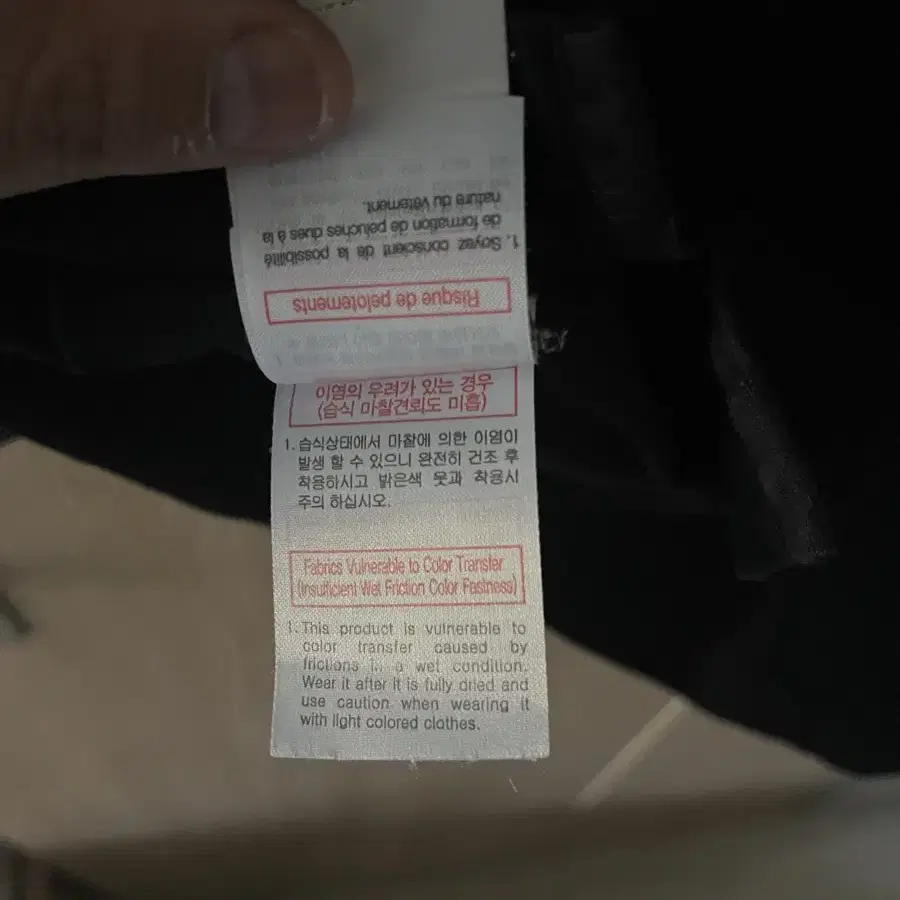 Risque de pelotements
1. Soyez conscient de la possibilité
de formation de peluches dues à la
nature du vêtement.
이염의 우려가 있는 경우
(습식 마찰견뢰도 미흡)
1. 습식상태에서 마찰에 의한 이염이
발생 할 수 있으니 완전히 건조 후
착용하시고 밝은색 옷과 착용시
주의 하십시오.
Fabrics Vulnerable to Color Transfer
(Insufficient Wet Friction Color Fastness)
1. This product is vulnerable to
color transfer caused by
frictions in a wet condition.
Wear it after it is fully dried and
use caution when wearing it
with light colored clothes.